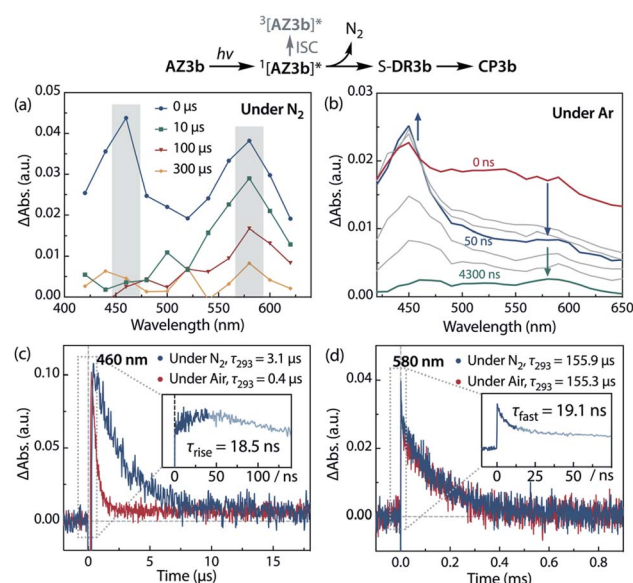 ³[AZ3b]*
ISC
N₂
AZ3b hν ¹[AZ3b]* S-DR3b CP3b
(a)
Under N₂
0 μs
10 μs
100 μs
300 μs
0.05
0.04
0.03
0.02
0.01
0.00
ΔAbs. (a.u.)
400 450 500 550 600
Wavelength (nm)
(b)
Under Ar
0 ns
50 ns
4300 ns
0.03
0.02
0.01
0.00
ΔAbs. (a.u.)
450 500 550 600 650
Wavelength (nm)
(c) 460 nm
Under N₂, τ₂₉₃ = 3.1 μs
Under Air, τ₂₉₃ = 0.4 μs
τrise = 18.5 ns
0 50 100 / ns
0.10
0.05
0.00
ΔAbs. (a.u.)
0 5 10 15
Time (μs)
(d) 580 nm
Under N₂, τ₂₉₃ = 155.9 μs
Under Air, τ₂₉₃ = 155.3 μs
τfast = 19.1 ns
0 25 50 / ns
0.04
0.02
0.00
ΔAbs. (a.u.)
0.0 0.2 0.4 0.6 0.8
Time (ms)